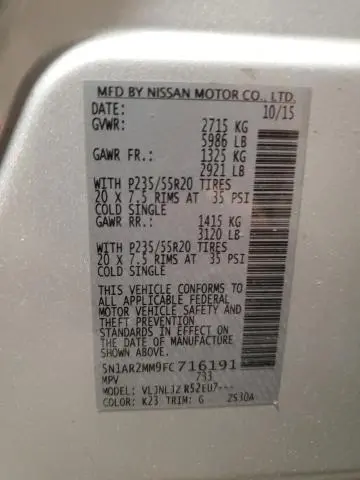 MFD BY NISSAN MOTOR CO., LTD.
DATE: 10/15
GVWR: 2715 KG
5986 LB
GAWR FR.: 1325 KG
2921 LB
WITH P235/55R20 TIRES
20 X 7.5 RIMS AT 35 PSI
COLD SINGLE
GAWR RR.: 1415 KG
3120 LB
WITH P235/55R20 TIRES
20 X 7.5 RIMS AT 35 PSI
COLD SINGLE
THIS VEHICLE CONFORMS TO
ALL APPLICABLE FEDERAL
MOTOR VEHICLE SAFETY AND
THEFT PREVENTION
STANDARDS IN EFFECT ON
THE DATE OF MANUFACTURE
SHOWN ABOVE.
5N1AR2MM9FC716191
MPV 733
MODEL: VLJNLJZ R52EU7---
COLOR: K23 TRIM: G 2S30A